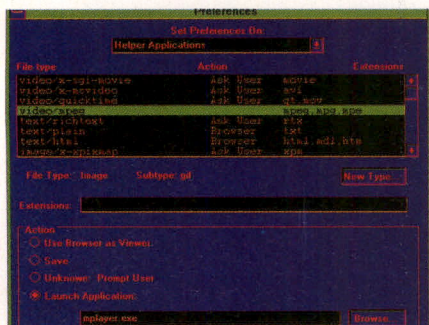 Preferences
Set Preferences On:
Helper Applications
File type Action Extensions
video/x-sgi-movie Ask User movie
video/x-msvideo Ask User avi
video/quicktime Ask User qt,mov
video/mpeg mpeg,mpg,mpe
text/richtext Ask User rtx
text/plain Browser txt
text/html Browser html,mdl,htm
image/x-xpixmap Ask User xpm
File Type: Image Subtype: gif
New Type...
Extensions:
Action
Use Browser as Viewer
Save
Unknown: Prompt User
Launch Application:
mplayer.exe Browse...